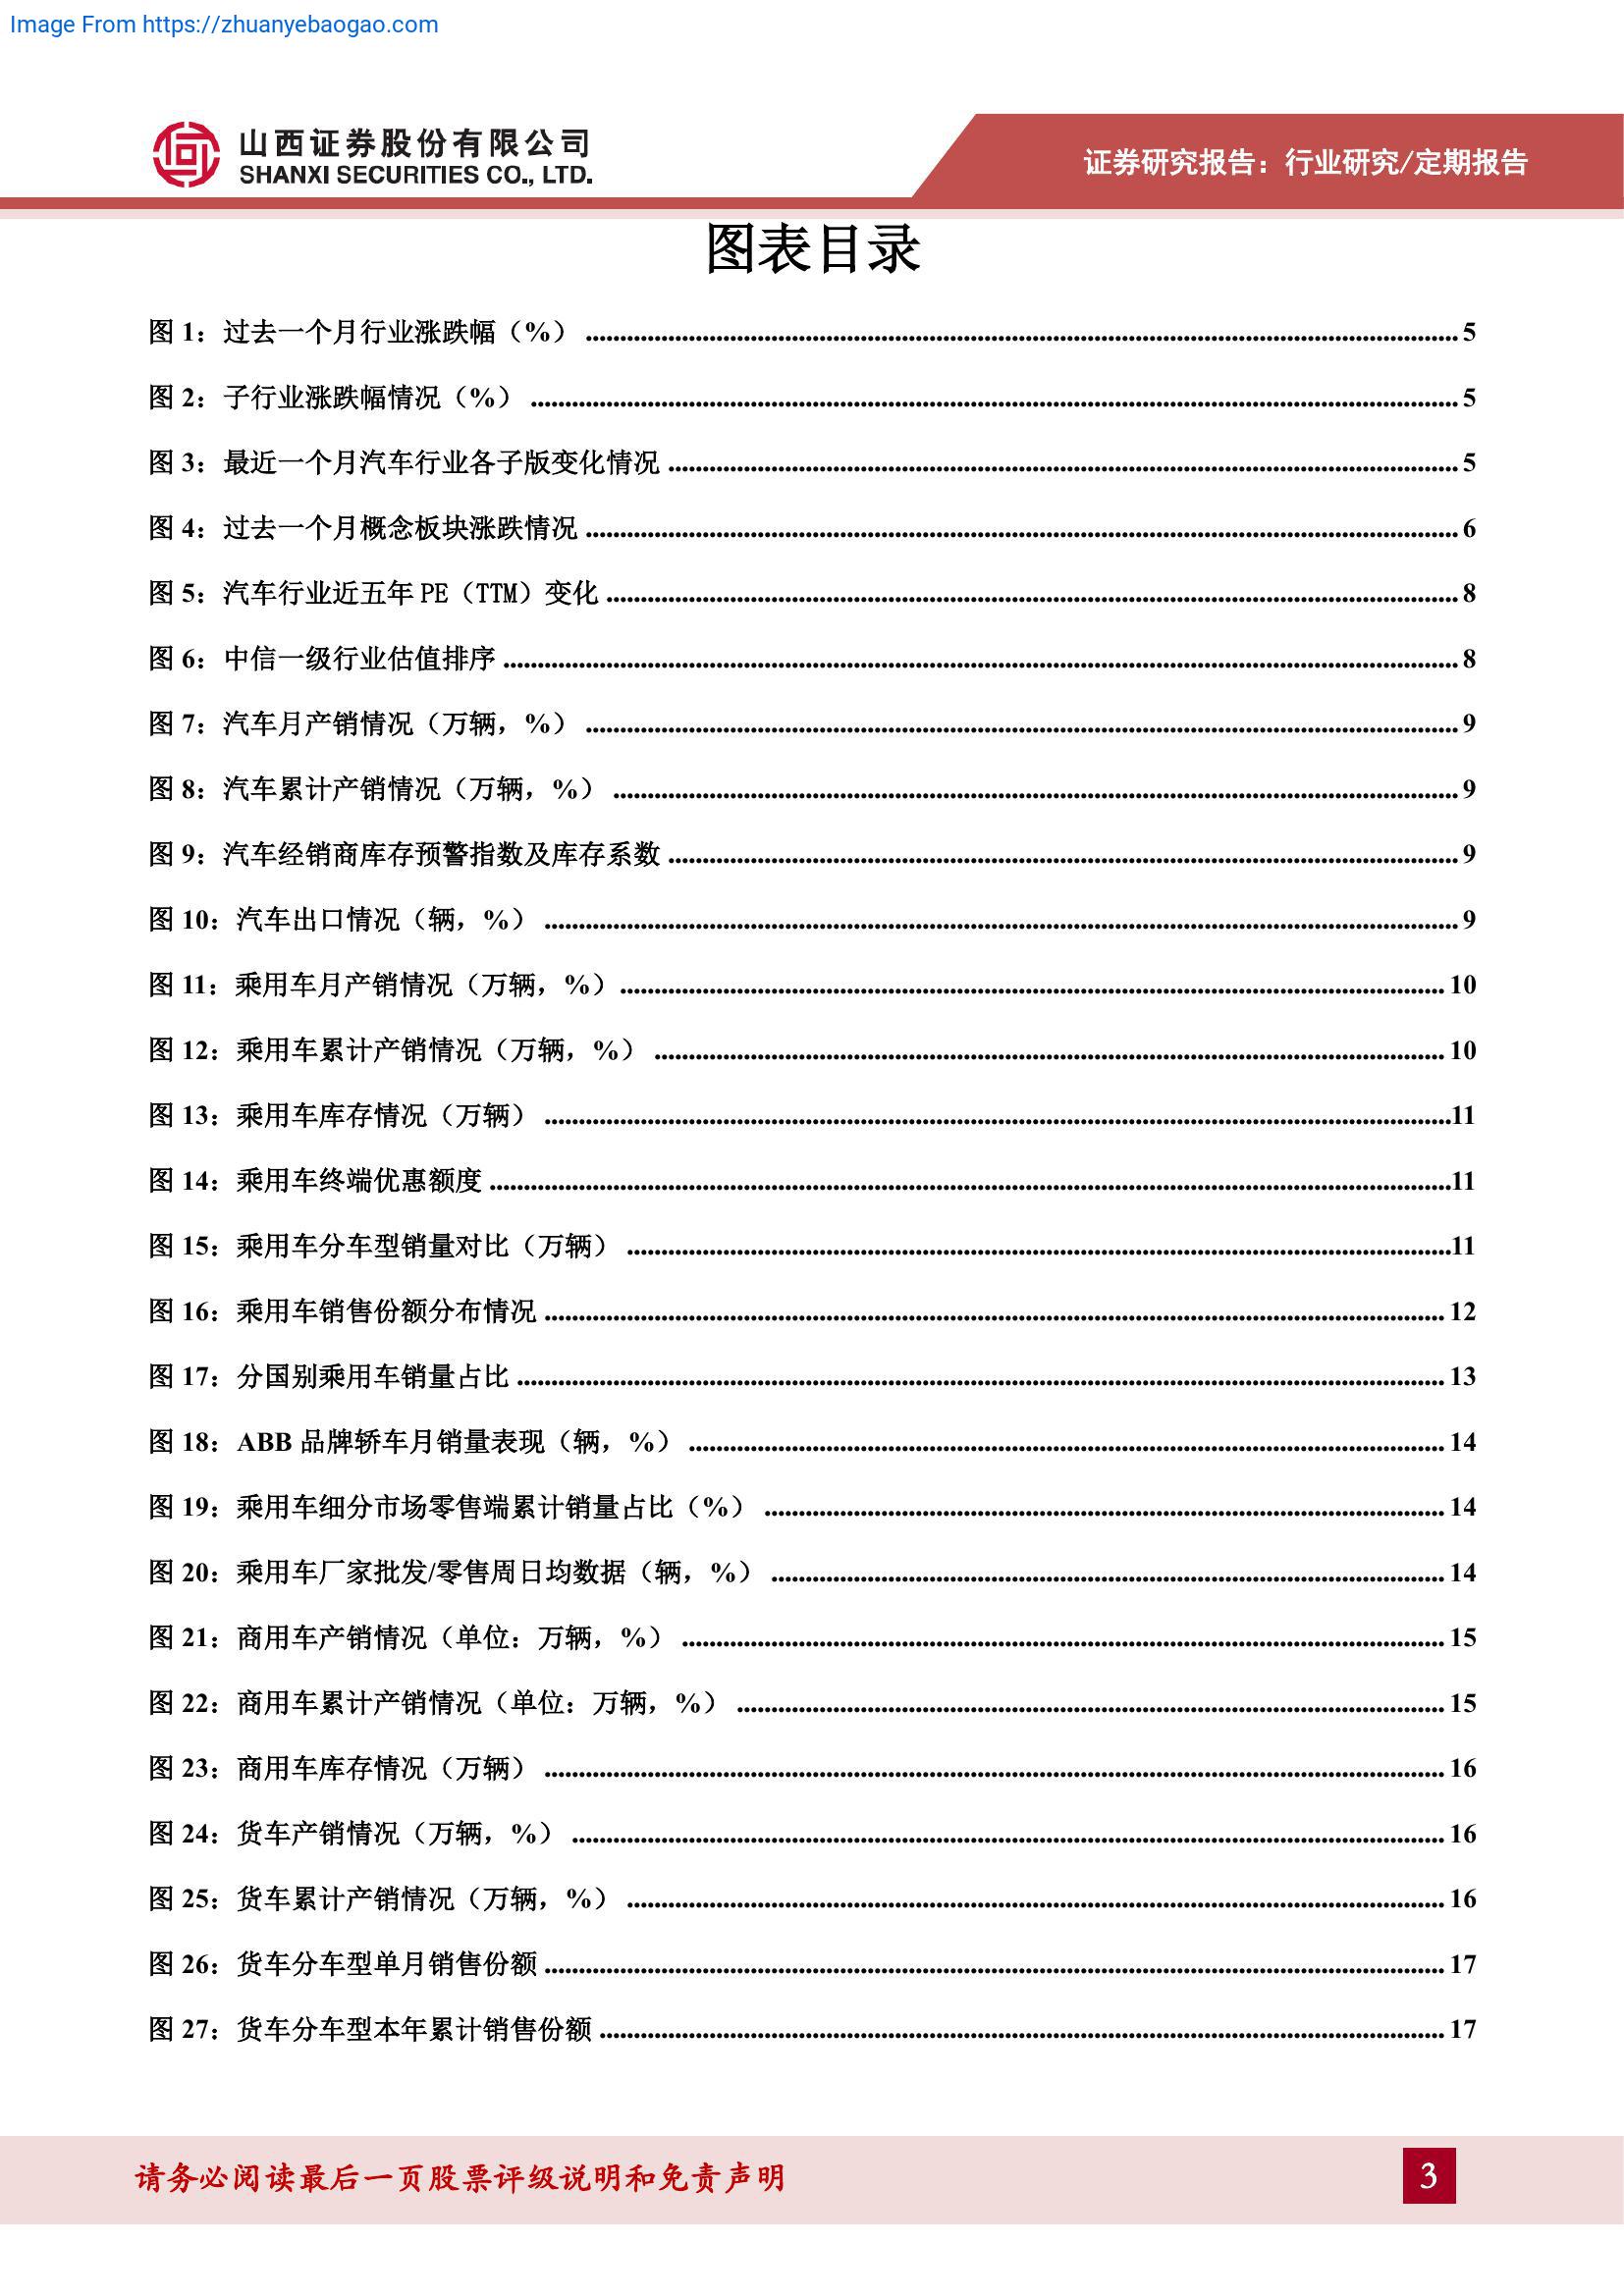 Image From https://zhuanyebaogao.com
山西证券股份有限公司
SHANXI SECURITIES CO., LTD.
证券研究报告：行业研究/定期报告
图表目录
图 1：过去一个月行业涨跌幅（%） 5
图 2：子行业涨跌幅情况（%） 5
图 3：最近一个月汽车行业各子版变化情况 5
图 4：过去一个月概念板块涨跌情况 6
图 5：汽车行业近五年 PE（TTM）变化 8
图 6：中信一级行业估值排序 8
图 7：汽车月产销情况（万辆，%） 9
图 8：汽车累计产销情况（万辆，%） 9
图 9：汽车经销商库存预警指数及库存系数 9
图 10：汽车出口情况（辆，%） 9
图 11：乘用车月产销情况（万辆，%） 10
图 12：乘用车累计产销情况（万辆，%） 10
图 13：乘用车库存情况（万辆） 11
图 14：乘用车终端优惠额度 11
图 15：乘用车分车型销量对比（万辆） 11
图 16：乘用车销售份额分布情况 12
图 17：分国别乘用车销量占比 13
图 18：ABB 品牌轿车月销量表现（辆，%） 14
图 19：乘用车细分市场零售端累计销量占比（%） 14
图 20：乘用车厂家批发/零售周日均数据（辆，%） 14
图 21：商用车产销情况（单位：万辆，%） 15
图 22：商用车累计产销情况（单位：万辆，%） 15
图 23：商用车库存情况（万辆） 16
图 24：货车产销情况（万辆，%） 16
图 25：货车累计产销情况（万辆，%） 16
图 26：货车分车型单月销售份额 17
图 27：货车分车型本年累计销售份额 17
请务必阅读最后一页股票评级说明和免责声明
3